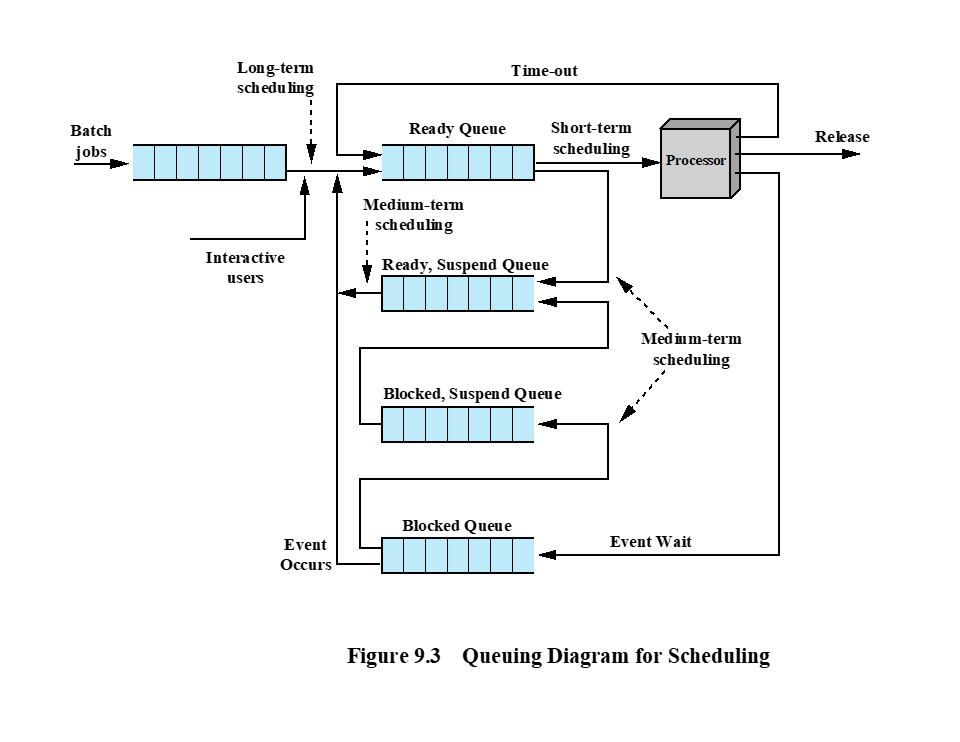 Long-term
scheduling
Time-out
Batch
jobs
Ready Queue
Short-term
scheduling
Processor
Release
Medium-term
scheduling
Interactive
users
Ready, Suspend Queue
Medium-term
scheduling
Blocked, Suspend Queue
Blocked Queue
Event
Occurs
Event Wait
Figure 9.3 Queuing Diagram for Scheduling